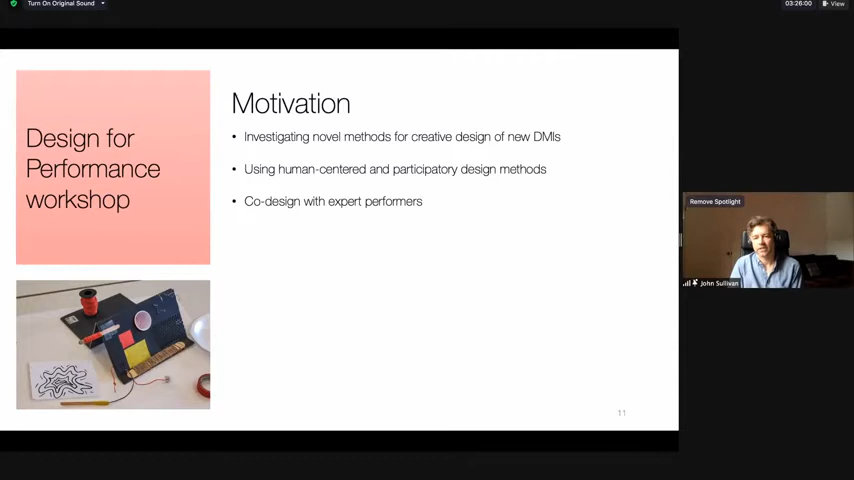 Turn On Original Sound
03:26:00
View
Design for
Performance
workshop
Motivation
• Investigating novel methods for creative design of new DMIs
• Using human-centered and participatory design methods
• Co-design with expert performers
11
Remove Spotlight
John Sullivan